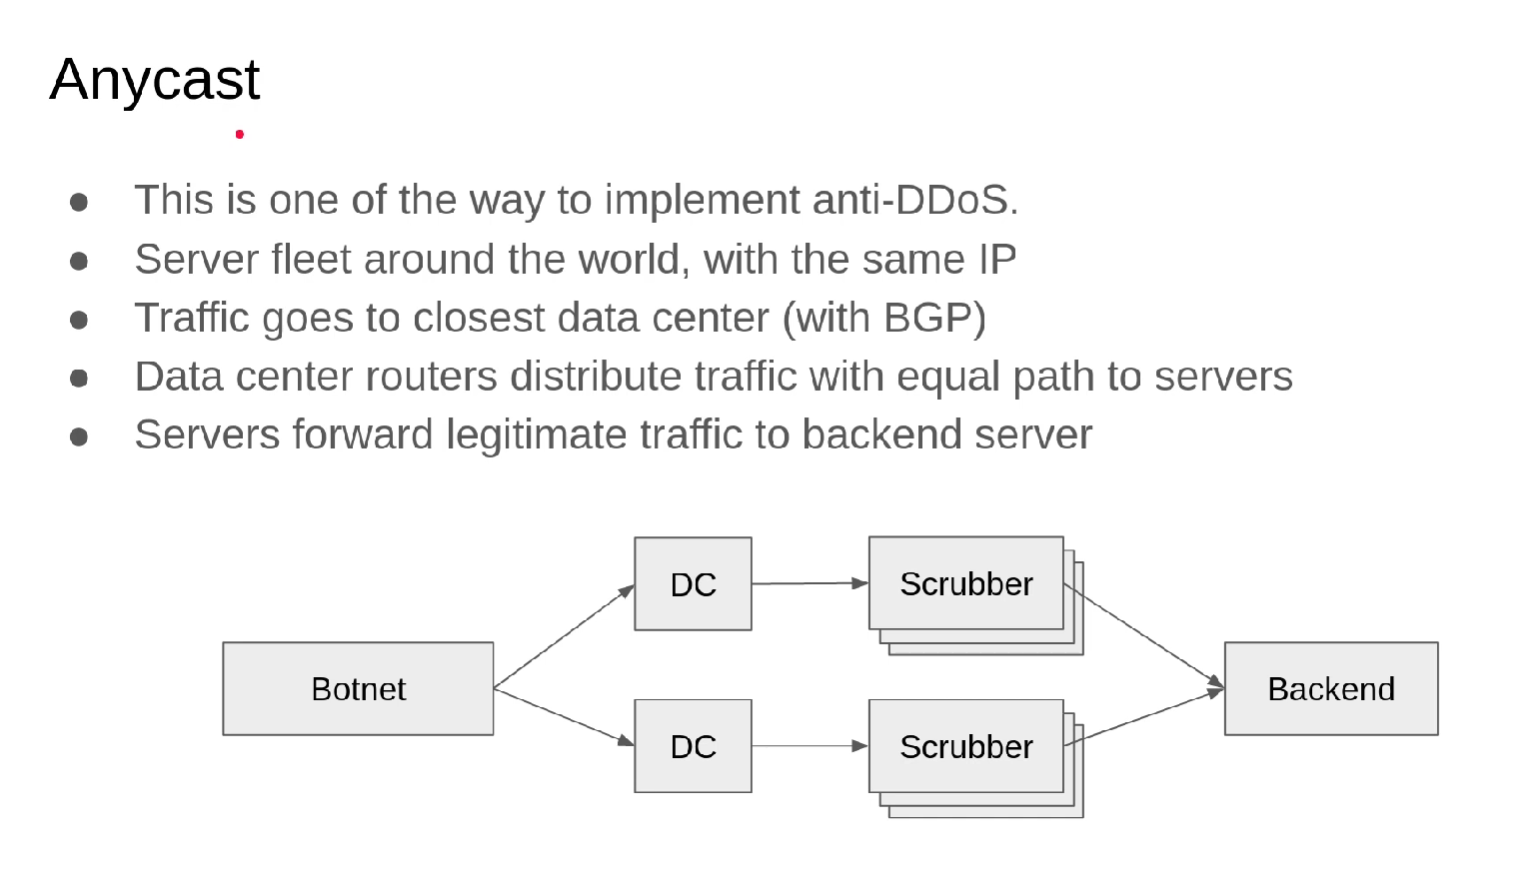 Anycast
● This is one of the way to implement anti-DDoS.
● Server fleet around the world, with the same IP
● Traffic goes to closest data center (with BGP)
● Data center routers distribute traffic with equal path to servers
● Servers forward legitimate traffic to backend server
DC
Scrubber
Botnet
Backend
DC
Scrubber